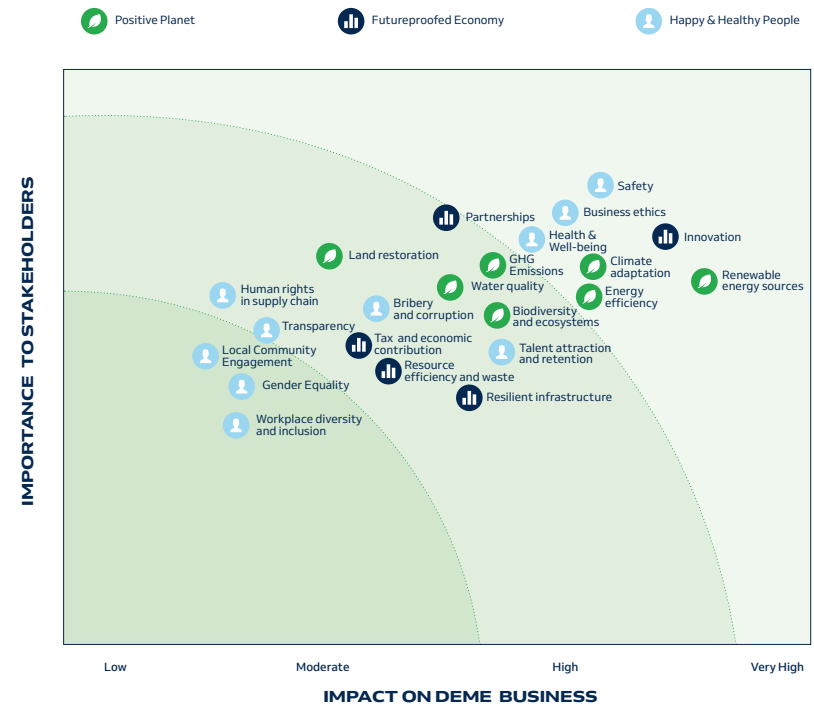 Positive Planet
Futureproofed Economy
Happy & Healthy People
IMPORTANCE TO STAKEHOLDERS
Safety
Business ethics
Partnerships
Health &
Well-being
Innovation
Land restoration
GHG
Emissions
Climate
adaptation
Renewable
energy sources
Water quality
Human rights
in supply chain
Energy
efficiency
Bribery
and corruption
Biodiversity
and ecosystems
Transparency
Tax and economic
contribution
Talent attraction
and retention
Local Community
Engagement
Resource
efficiency and waste
Gender Equality
Resilient infrastructure
Workplace diversity
and inclusion
Low
Moderate
High
Very High
IMPACT ON DEME BUSINESS